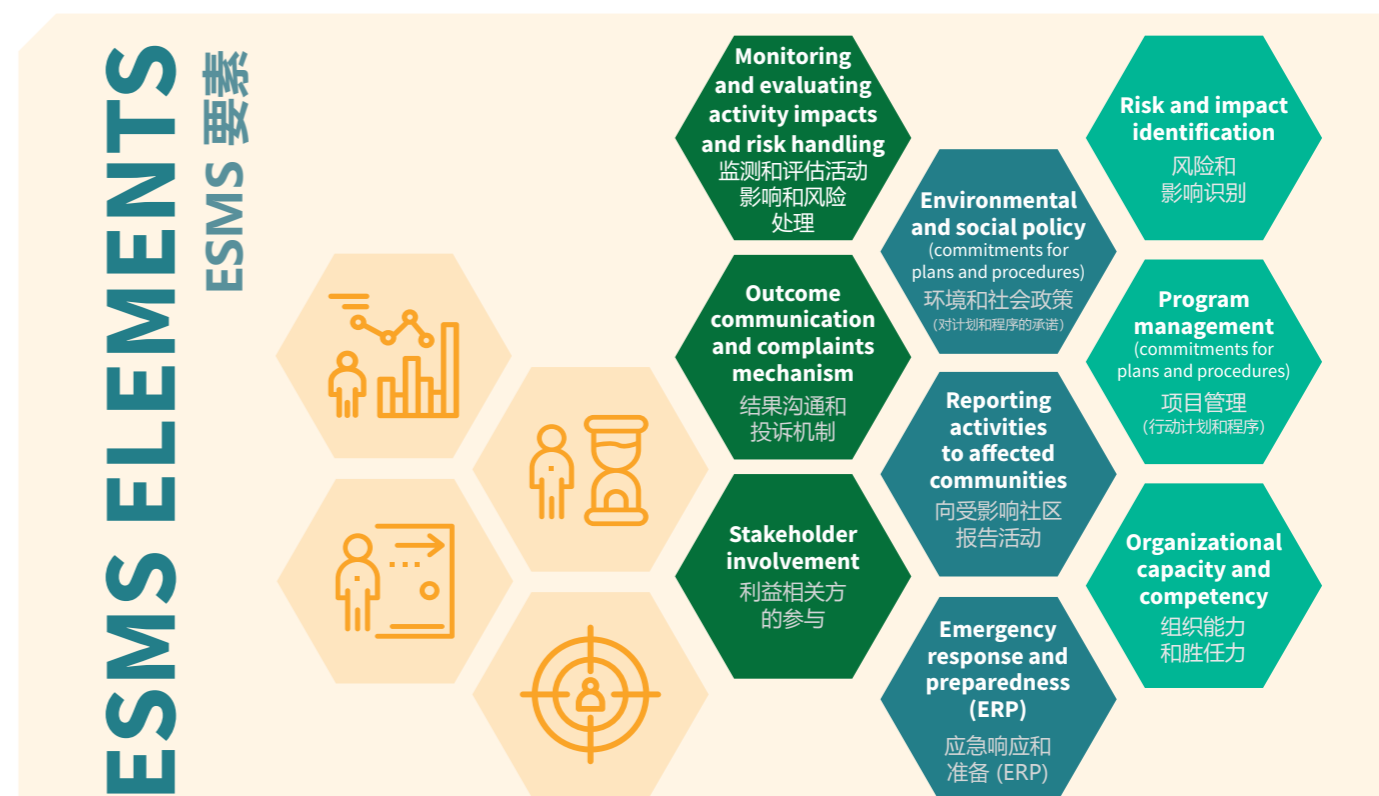 ESMS ELEMENTS
ESMS 要素
Monitoring
and evaluating
activity impacts
and risk handling
监测和评估活动
影响和风险
处理
Outcome
communication
and complaints
mechanism
结果沟通和
投诉机制
Stakeholder
involvement
利益相关方
的参与
Environmental
and social policy
(commitments for
plans and procedures)
环境和社会政策
(对计划和程序的承诺)
Reporting
activities
to affected
communities
向受影响社区
报告活动
Emergency
response and
preparedness
(ERP)
应急响应和
准备 (ERP)
Risk and impact
identification
风险和
影响识别
Program
management
(commitments for
plans and procedures)
项目管理
(行动计划和程序)
Organizational
capacity and
competency
组织能力
和胜任力